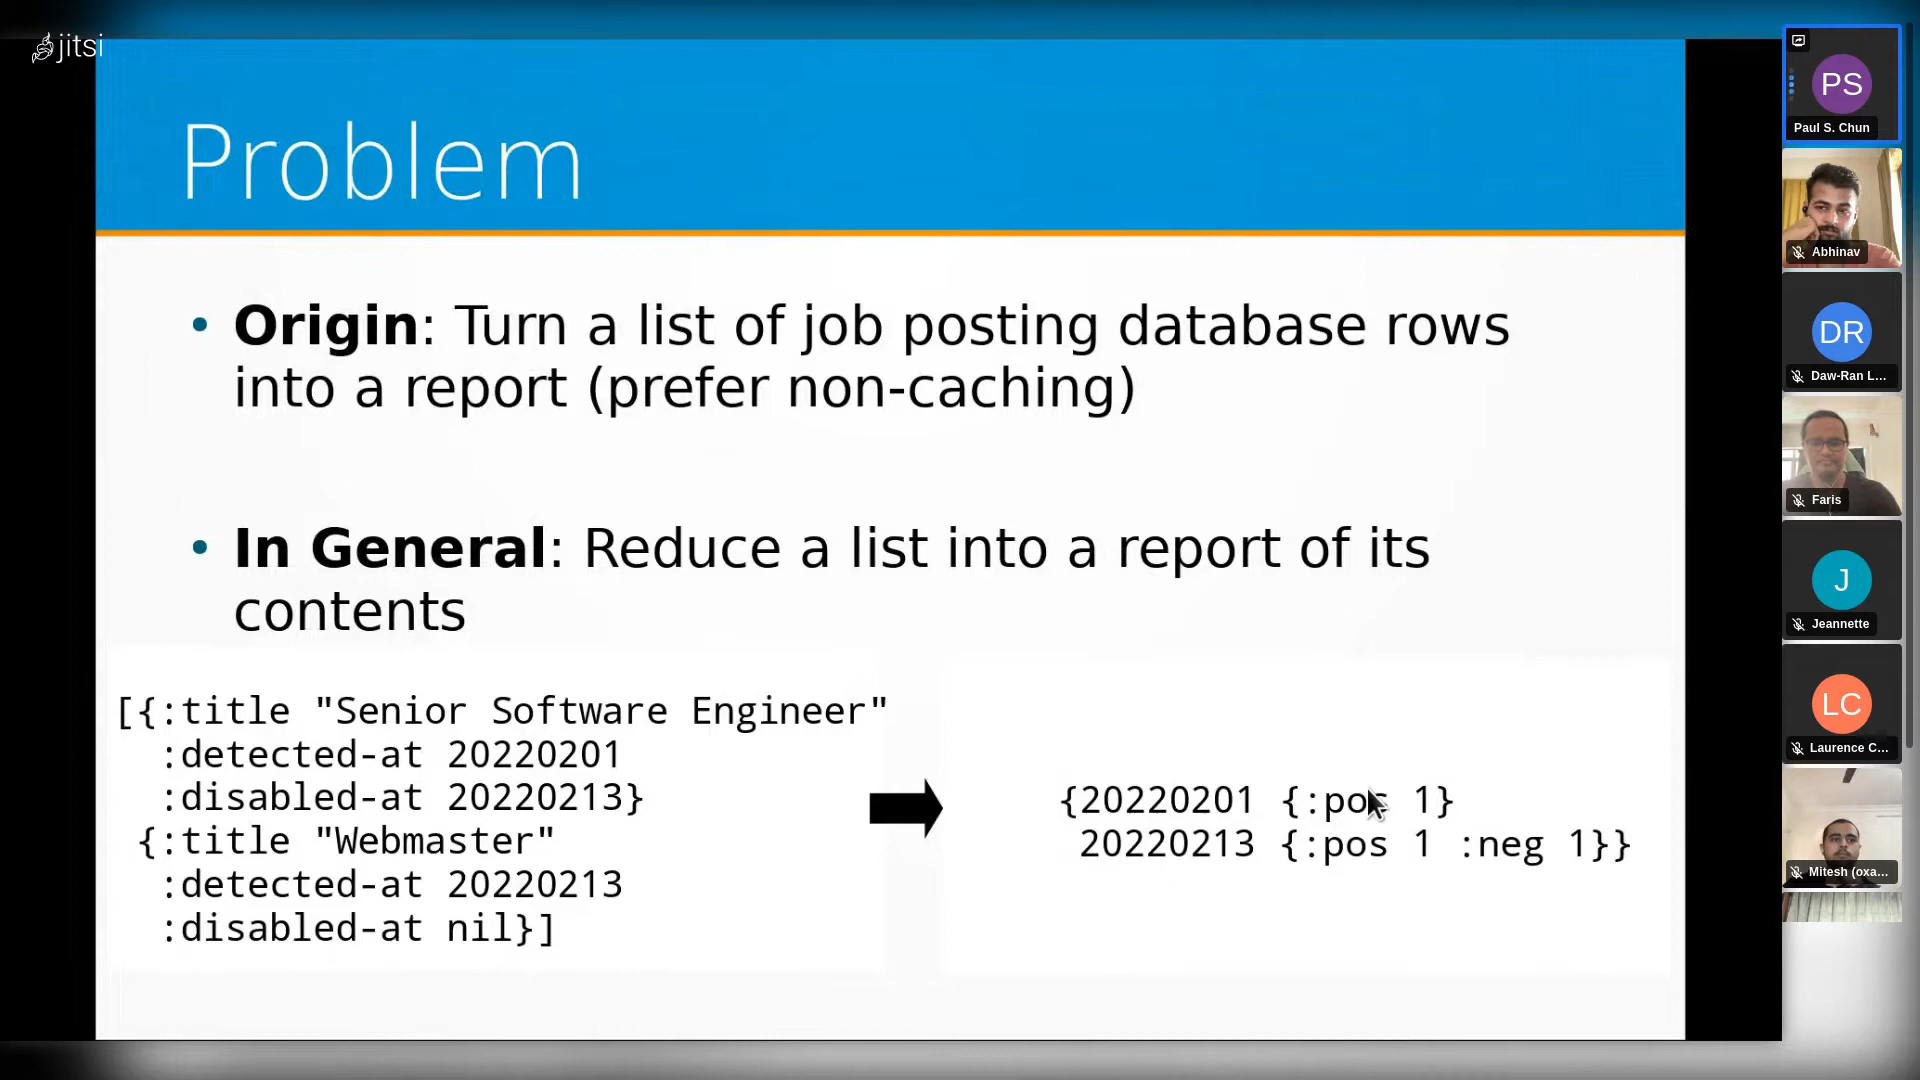 jitsi
Problem
• Origin: Turn a list of job posting database rows
into a report (prefer non-caching)
• In General: Reduce a list into a report of its
contents
[{:title "Senior Software Engineer"
:detected-at 20220201
:disabled-at 20220213}
{:title "Webmaster"
:detected-at 20220213
:disabled-at nil}]
{20220201 {:pos 1}
20220213 {:pos 1 :neg 1}}
PS
Paul S. Chun
Abhinav
DR
Daw-Ran L...
Faris
J
Jeannette
LC
Laurence C...
Mitesh (oxa...